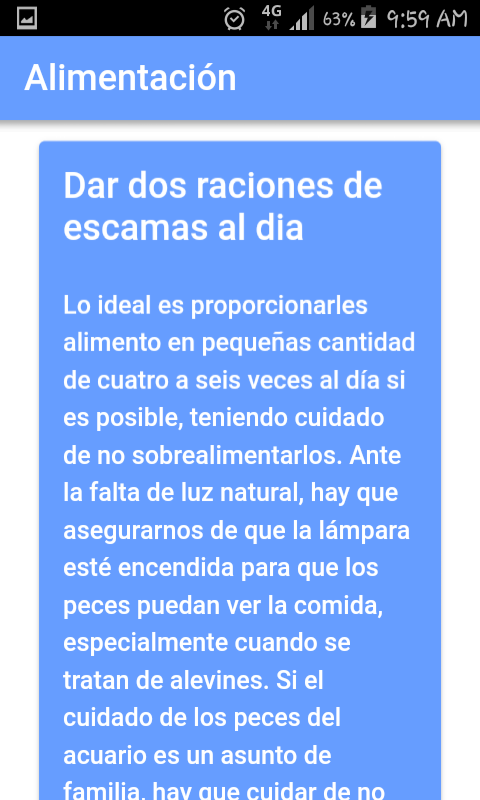 4G 63% 9:59 AM
Alimentación
Dar dos raciones de
escamas al dia
Lo ideal es proporcionarles
alimento en pequeñas cantidad
de cuatro a seis veces al día si
es posible, teniendo cuidado
de no sobrealimentarlos. Ante
la falta de luz natural, hay que
asegurarnos de que la lámpara
esté encendida para que los
peces puedan ver la comida,
especialmente cuando se
tratan de alevines. Si el
cuidado de los peces del
acuario es un asunto de
familia, hay que cuidar de no